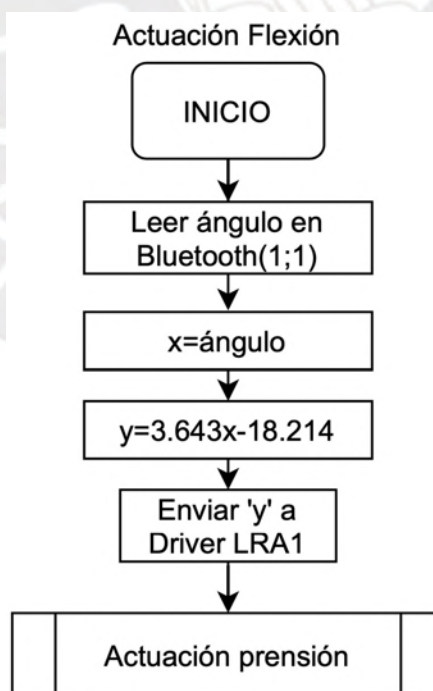 Actuación Flexión
INICIO
Leer ángulo en
Bluetooth(1;1)
x=ángulo
y=3.643x-18.214
Enviar 'y' a
Driver LRA1
Actuación prensión